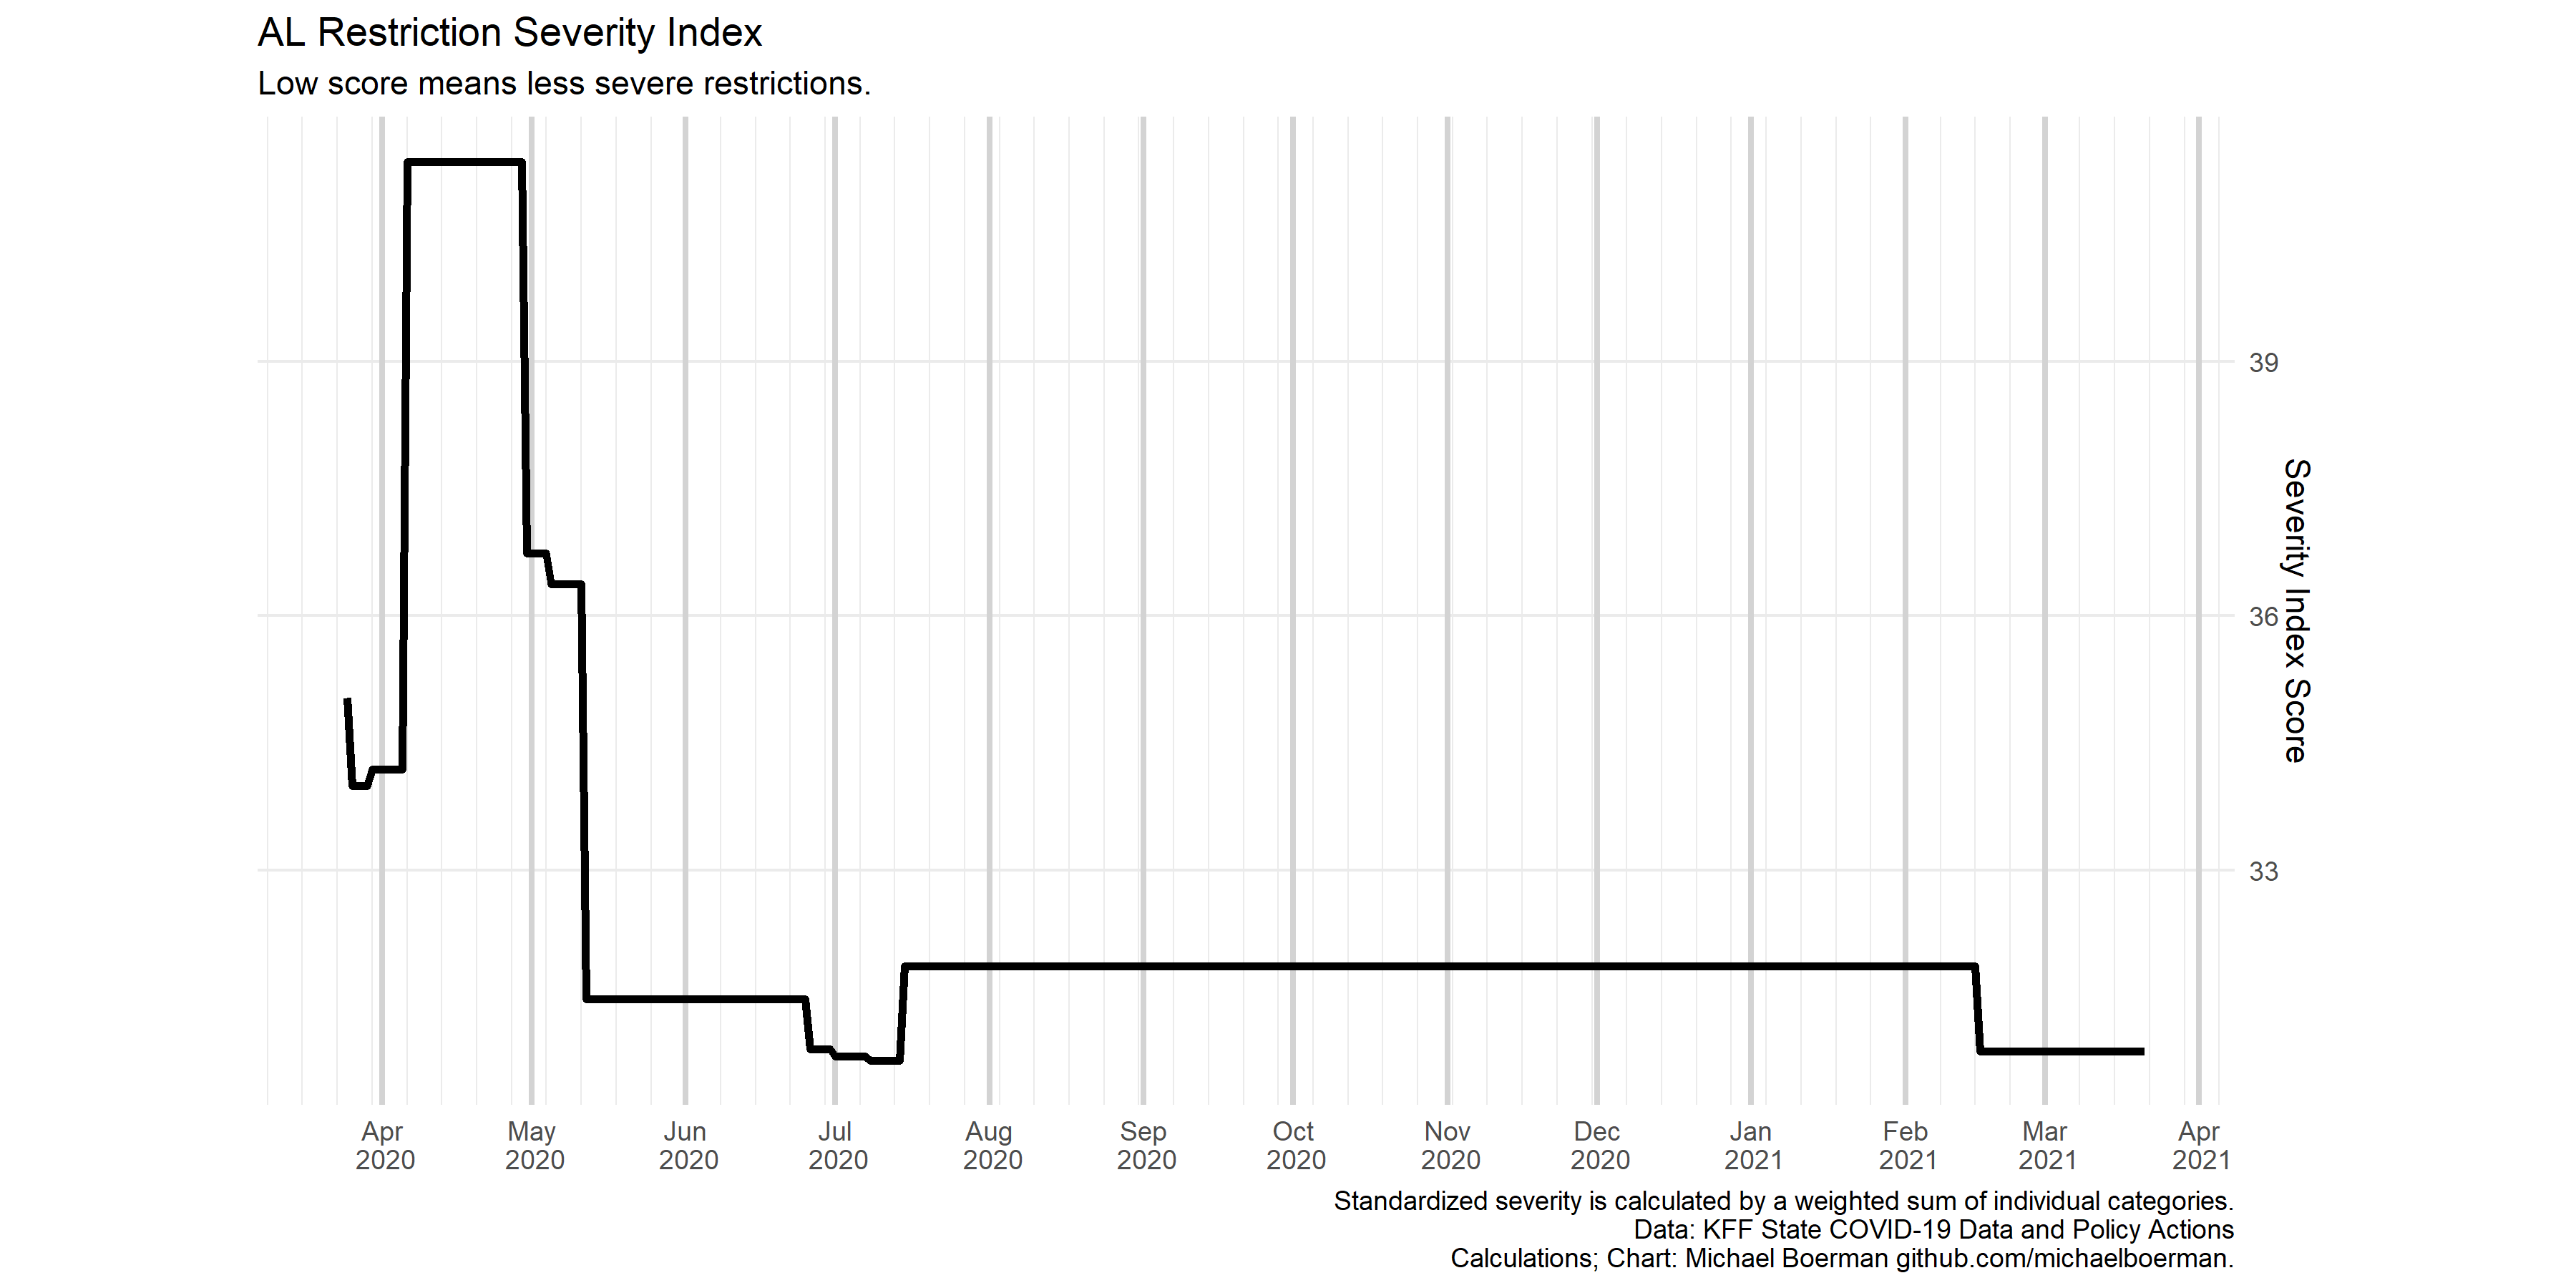 AL Restriction Severity Index
Low score means less severe restrictions.
39
36
33
Severity Index Score
Apr
2020
May
2020
Jun
2020
Jul
2020
Aug
2020
Sep
2020
Oct
2020
Nov
2020
Dec
2020
Jan
2021
Feb
2021
Mar
2021
Apr
2021
Standardized severity is calculated by a weighted sum of individual categories.
Data: KFF State COVID-19 Data and Policy Actions
Calculations; Chart: Michael Boerman github.com/michaelboerman.